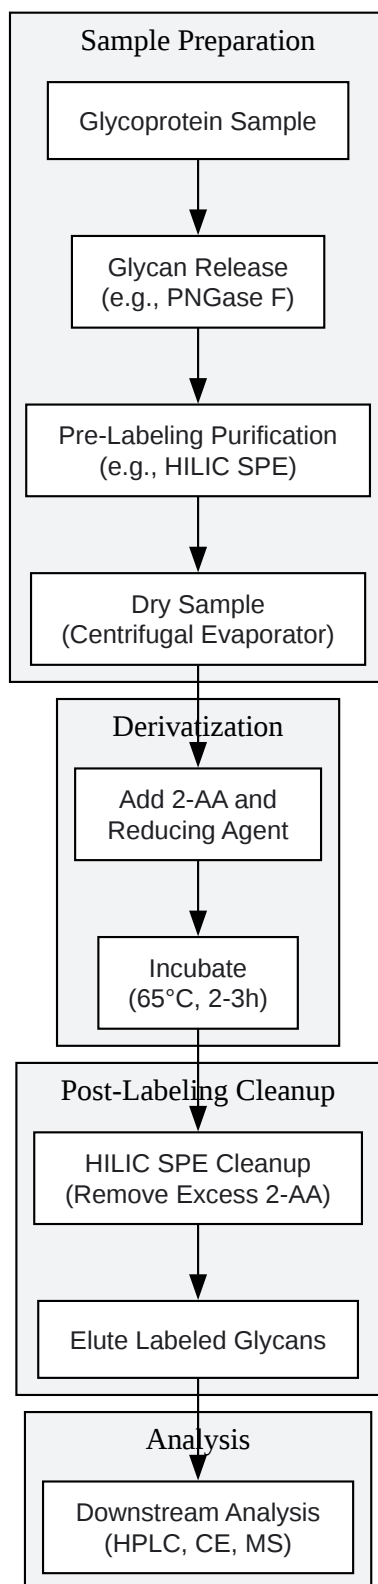 Sample Preparation
Glycoprotein Sample
Glycan Release
(e.g., PNGase F)
Pre-Labeling Purification
(e.g., HILIC SPE)
Dry Sample
(Centrifugal Evaporator)
Derivatization
Add 2-AA and
Reducing Agent
Incubate
(65°C, 2-3h)
Post-Labeling Cleanup
HILIC SPE Cleanup
(Remove Excess 2-AA)
Elute Labeled Glycans
Analysis
Downstream Analysis
(HPLC, CE, MS)